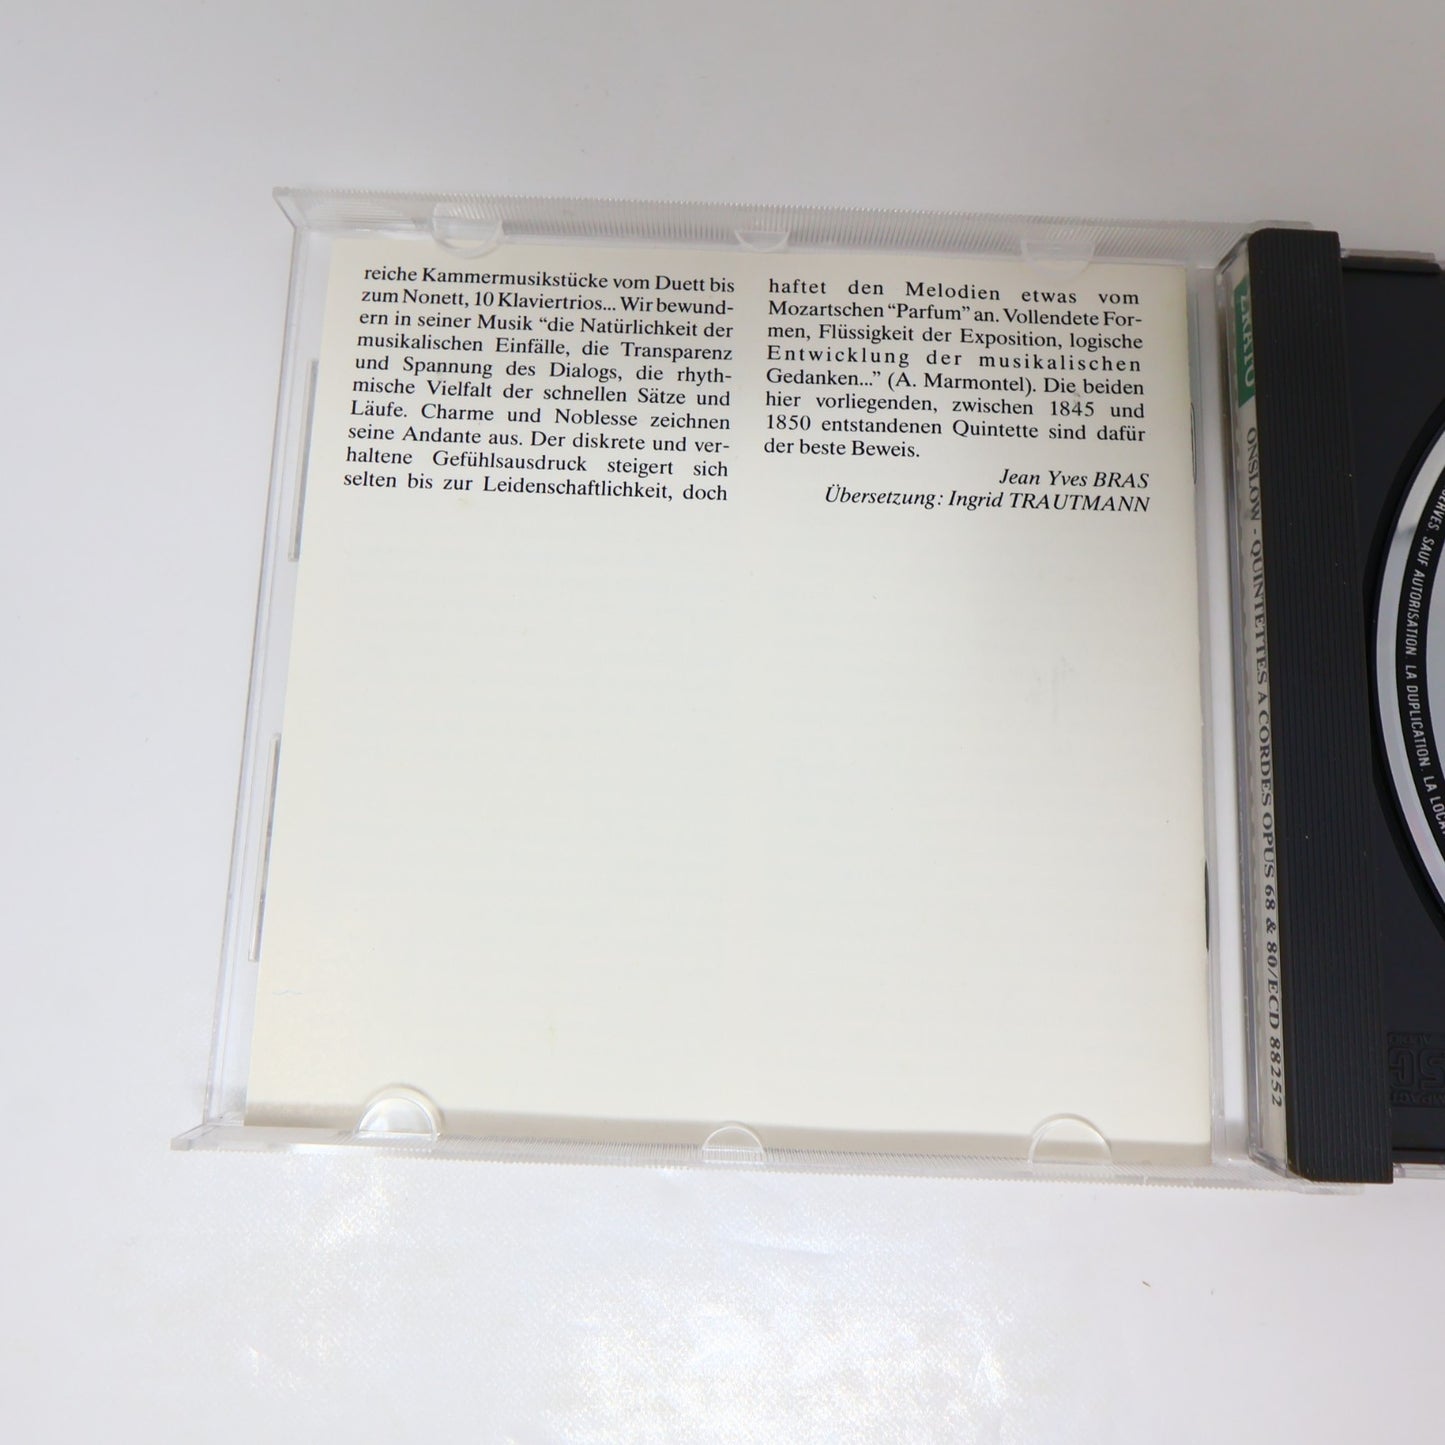 reiche Kammermusikstücke vom Duett bis
zum Nonett, 10 Klaviertrios... Wir bewund-
ern in seiner Musik “die Natürlichkeit der
musikalischen Einfälle, die Transparenz
und Spannung des Dialogs, die rhyth-
mische Vielfalt der schnellen Sätze und
Läufe. Charme und Noblesse zeichnen
seine Andante aus. Der diskrete und ver-
haltene Gefühlsausdruck steigert sich
selten bis zur Leidenschaftlichkeit, doch
haftet den Melodien etwas vom
Mozartschen “Parfum” an. Vollendete For-
men, Flüssigkeit der Exposition, logische
Entwicklung der musikalischen
Gedanken...” (A. Marmontel). Die beiden
hier vorliegenden, zwischen 1845 und
1850 entstandenen Quintette sind dafür
der beste Beweis.
Jean Yves BRAS
Übersetzung: Ingrid TRAUTMANN
ERATO
ONSLOW - QUINTETTES A CORDES OPUS 68 & 80/ECD 88252
SAUF AUTORISATION. LA DUPLICATION. LA